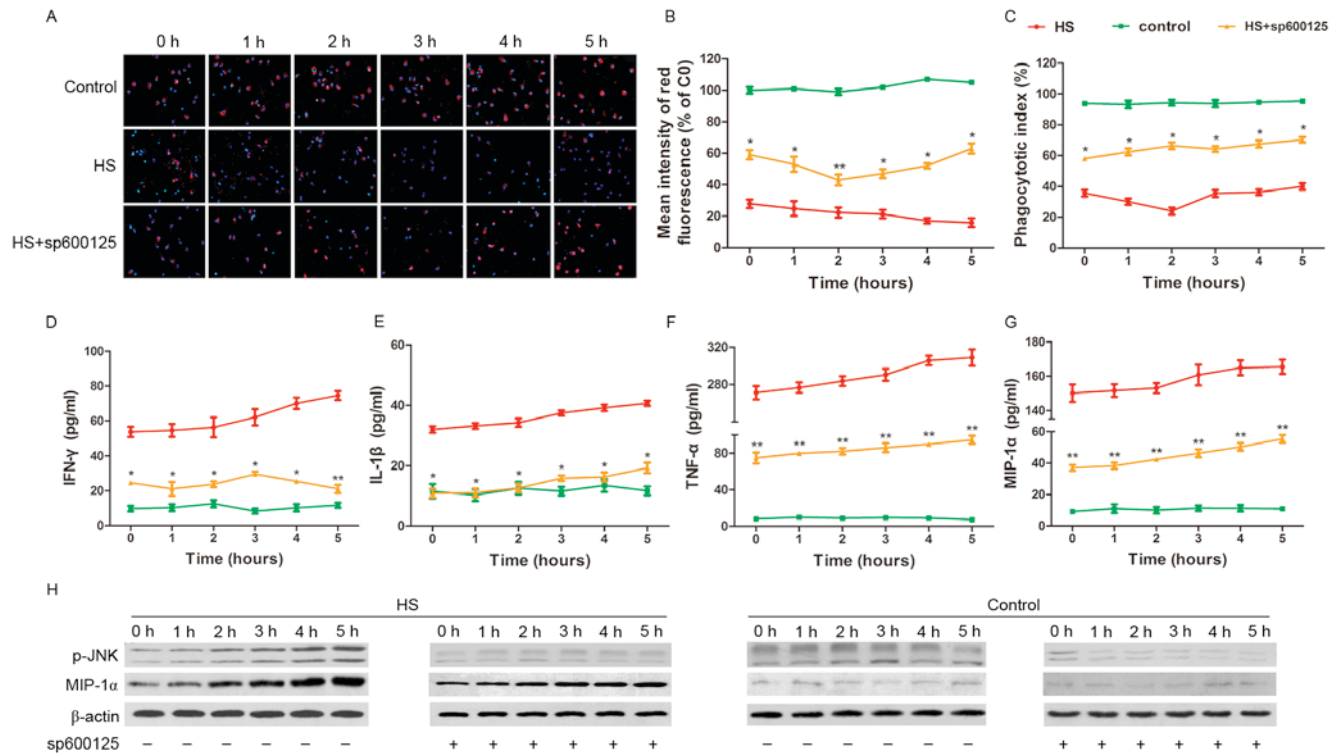 A
0 h 1 h 2 h 3 h 4 h 5 h
Control
HS
HS+sp600125
B
Mean intensity of red
fluorescence (% of C0)
120
100
80
60
40
20
0
* * ** * * *
0 1 2 3 4 5
Time (hours)
HS control HS+sp600125
C
Phagocytotic index (%)
120
100
80
60
40
20
0
* * * * * *
0 1 2 3 4 5
Time (hours)
D
IFN-γ (pg/ml)
100
80
60
40
20
0
* * * * * **
0 1 2 3 4 5
Time (hours)
E
IL-1β (pg/ml)
60
40
20
0
* * * * * *
0 1 2 3 4 5
Time (hours)
F
TNF-α (pg/ml)
320
280
80
40
0
** ** ** ** ** **
0 1 2 3 4 5
Time (hours)
G
MIP-1α (pg/ml)
180
160
140
60
40
20
0
** ** ** ** ** **
0 1 2 3 4 5
Time (hours)
H
HS Control
0 h 1 h 2 h 3 h 4 h 5 h 0 h 1 h 2 h 3 h 4 h 5 h 0 h 1 h 2 h 3 h 4 h 5 h 0 h 1 h 2 h 3 h 4 h 5 h
p-JNK
MIP-1α
β-actin
sp600125 − − − − − − + + + + + + − − − − − − + + + + + +